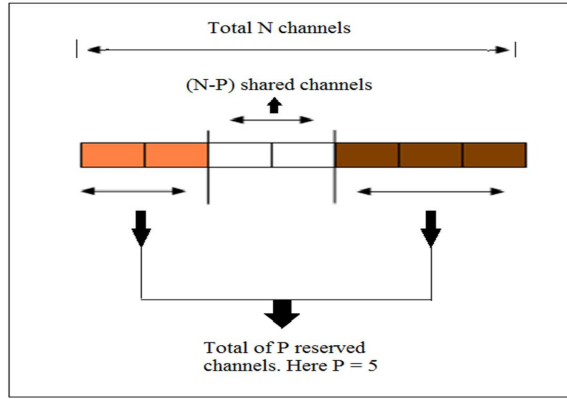 Total N channels
(N-P) shared channels
Total of P reserved
channels. Here P = 5